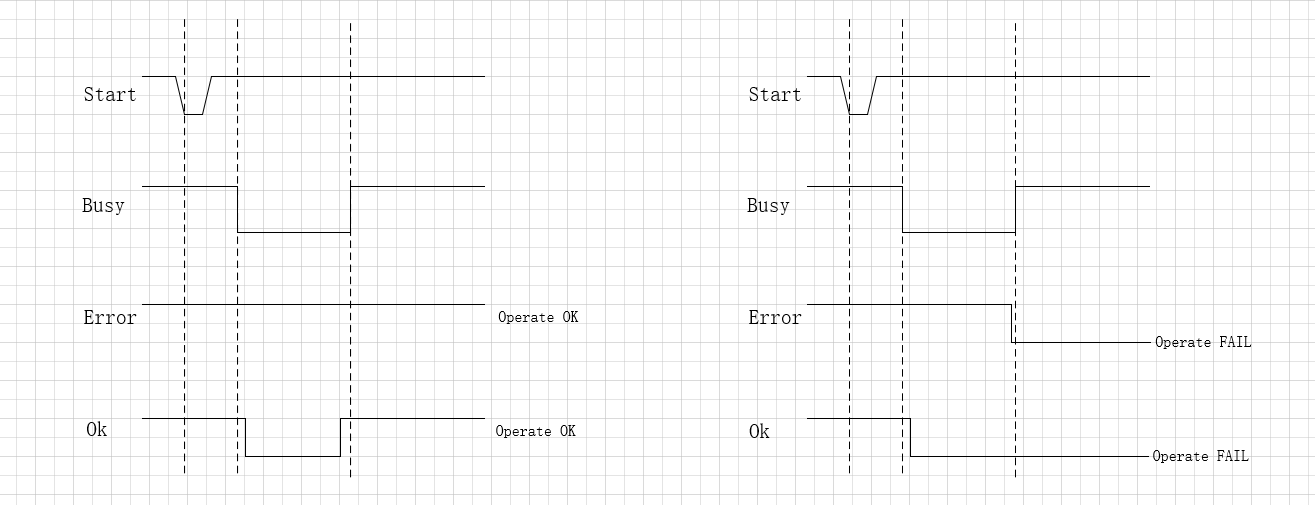 Start
Busy
Error
Operate OK
Ok
Operate OK
Start
Busy
Error
Operate FAIL
Ok
Operate FAIL